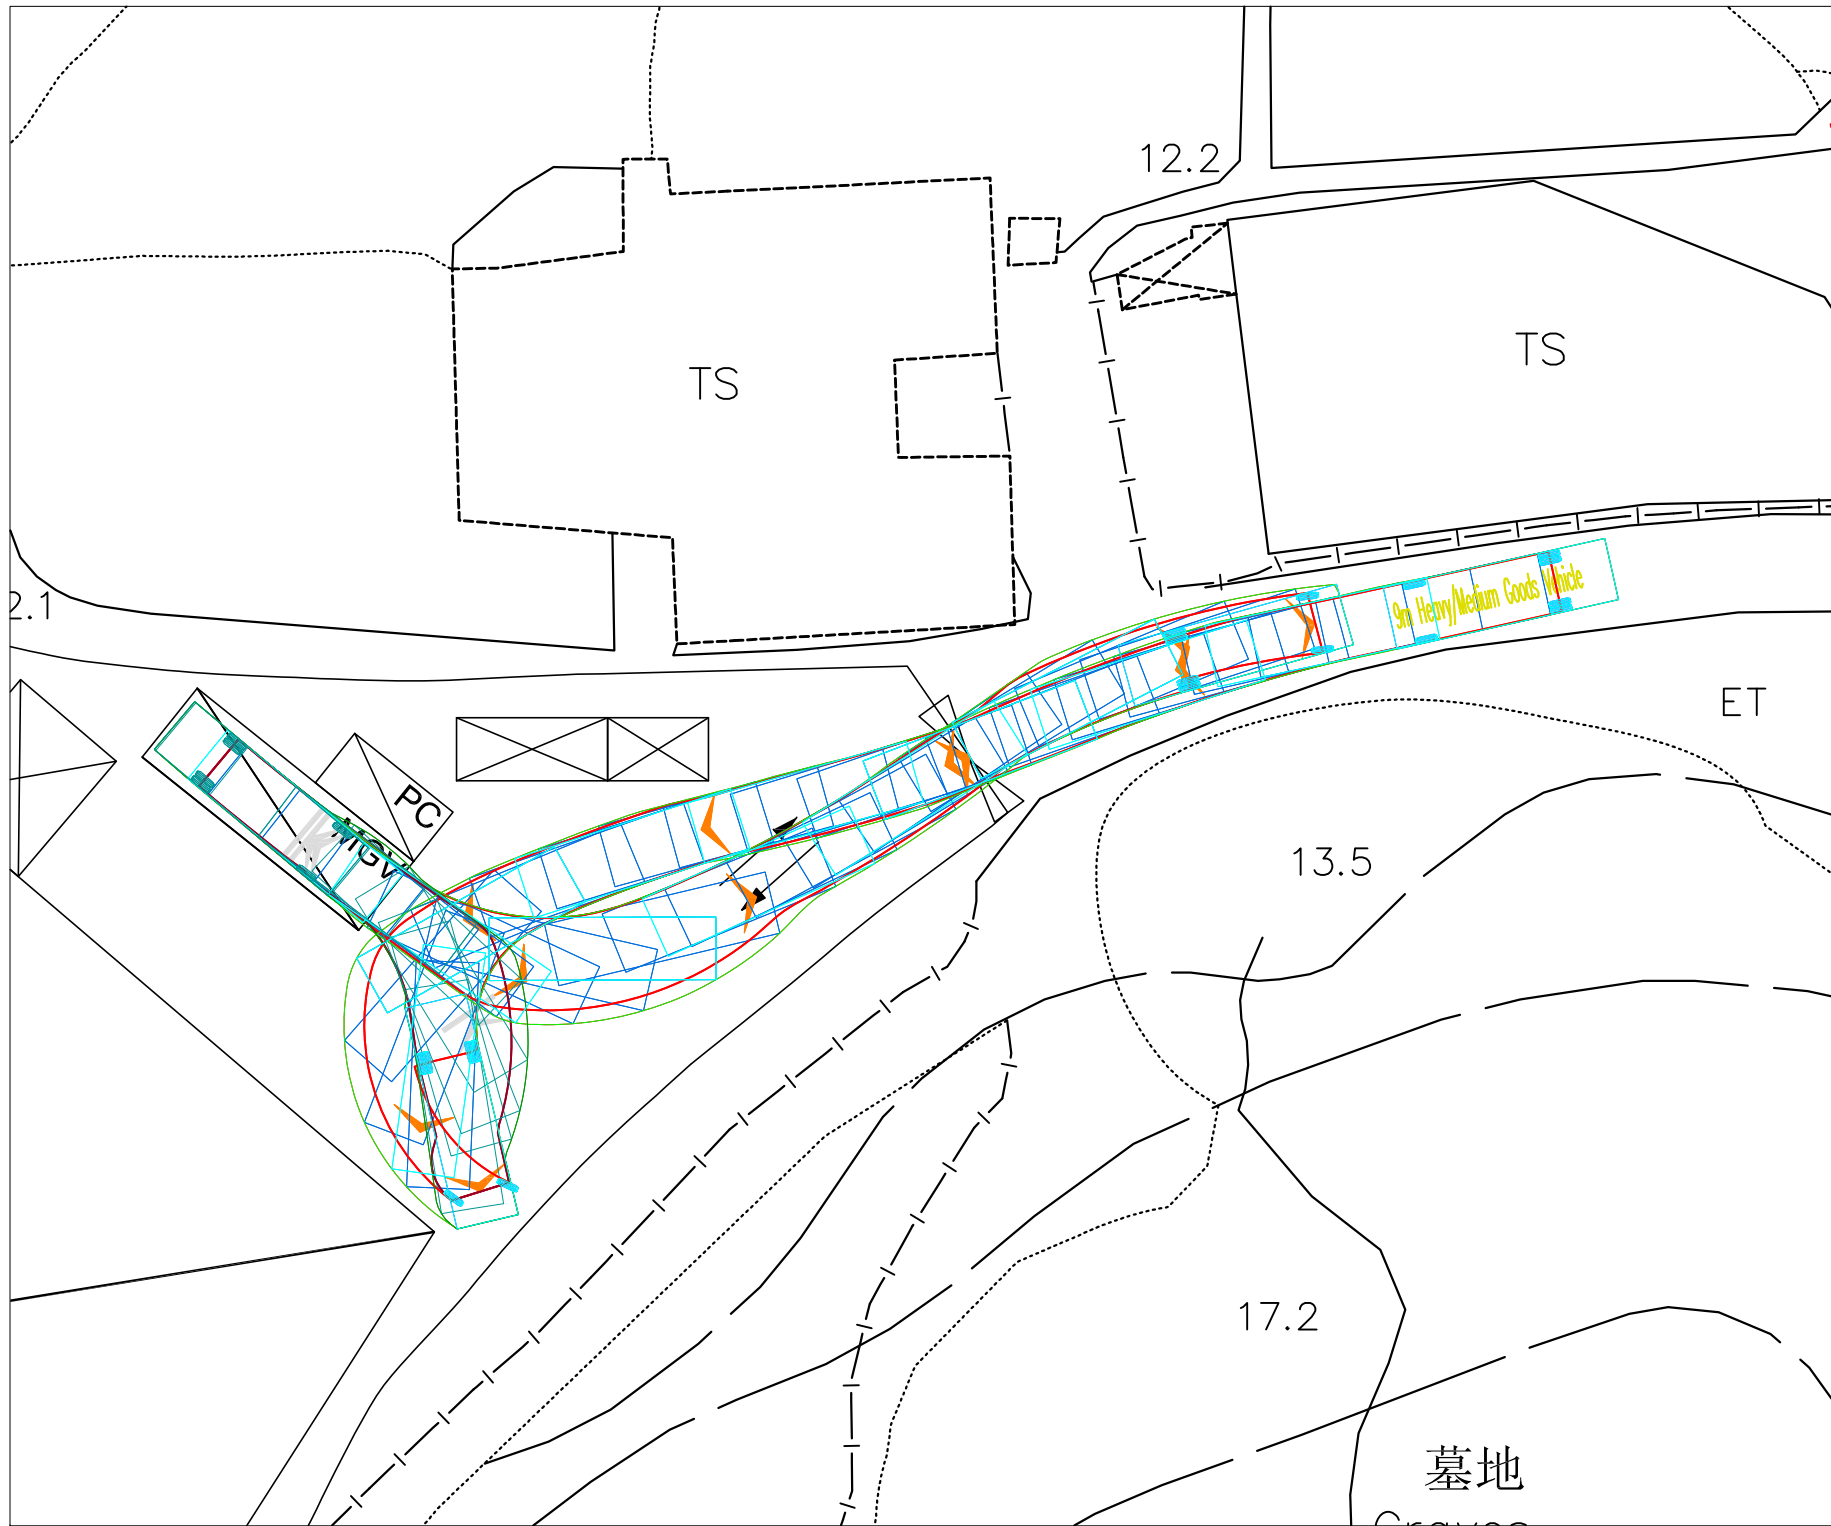 12.2
TS
TS
9m Heavy/Medium Goods Vehicle
2.1
ET
PC
MGV
13.5
17.2
墓地
Graves